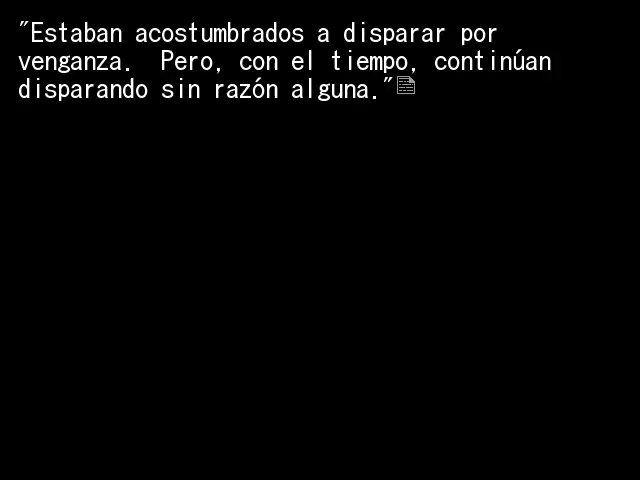 "Estaban acostumbrados a disparar por
venganza.  Pero, con el tiempo, continúan
disparando sin razón alguna."